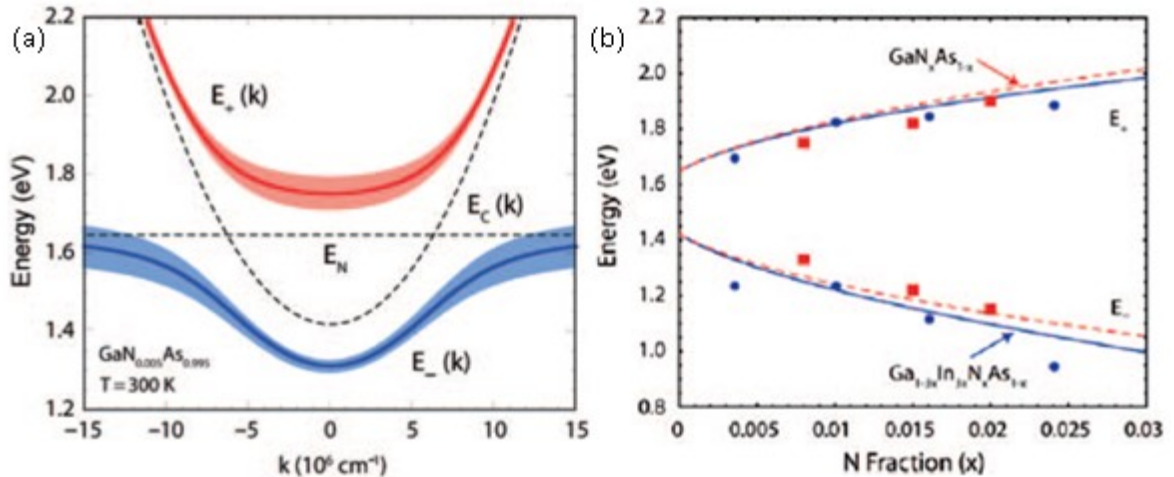 (a)
Energy (eV)
2.2
2.0
1.8
1.6
1.4
1.2
E₊ (k)
E_C (k)
E_N
E₋ (k)
GaN₀.₀₀₅As₀.₉₉₅
T = 300 K
−15 −10 −5 0 5 10 15
k (10⁶ cm⁻¹)
(b)
Energy (eV)
2.2
2.0
1.8
1.6
1.4
1.2
1.0
0.8
GaNₓAs₁₋ₓ
E₊
E₋
Ga₁₋₃ₓIn₃ₓNₓAs₁₋ₓ
0 0.005 0.01 0.015 0.02 0.025 0.03
N Fraction (x)